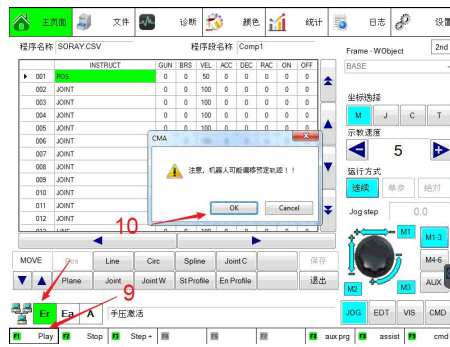 主页面 文件 诊断 颜色 统计 日志 设置
程序名称 SORAY.CSV 程序段名称 Comp1
Frame - WObject 2nd
BASE
INSTRUCT GUN BRS VEL ACC DEC RAC ON OFF
001 POS 0 0 50 0 0 0 0 0
002 JOINT 0 0 100 0 0 0 0 0
003 JOINT 0 0 100 0 0 0 0 0
004 JOINT 0 0 100 0 0 0 0 0
005 JOINT 0 0 100 0 0 0 0 0
006 JOINT
007 JOINT
008 JOINT
009 JOINT
010 JOINT
011 JOINT
012 JOINT
坐标选择
M J C T
示教速度
5
运行方式
连续 单步 绝对
Jog step 0.0
CMA
注意，机器人可能偏移预定轨迹！！
OK Cancel
10
MOVE Pos Line Circ Spline Joint C 保存
Plane Joint Joint W St Profile En Profile 退出
9
M1 M1-3
M4-6
M2 M3 AUX
Er Ea A 手压激活
JOG EDT VIS CMD
F1 Play F2 Stop F3 Step + F4 F5 F6 F7 F8 aux prg F9 assist F10 cmd